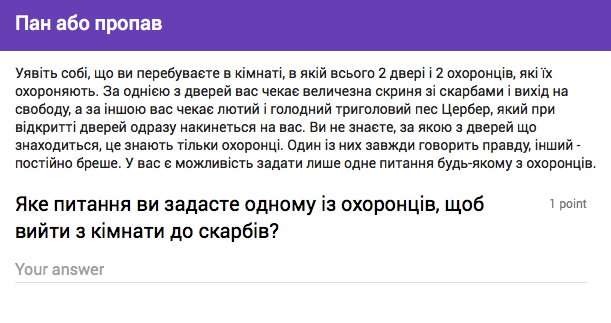 Пан або пропав
Уявіть собі, що ви перебуваєте в кімнаті, в якій всього 2 двері і 2 охоронців, які їх
охороняють. За однією з дверей вас чекає величезна скриня зі скарбами і вихід на
свободу, а за іншою вас чекає лютий і голодний триголовий пес Цербер, який при
відкритті дверей одразу накинеться на вас. Ви не знаєте, за якою з дверей що
знаходиться, це знають тільки охоронці. Один із них завжди говорить правду, інший -
постійно бреше. У вас є можливість задати лише одне питання будь-якому з охоронців.
Яке питання ви задасте одному із охоронців, щоб
вийти з кімнати до скарбів?
1 point
Your answer